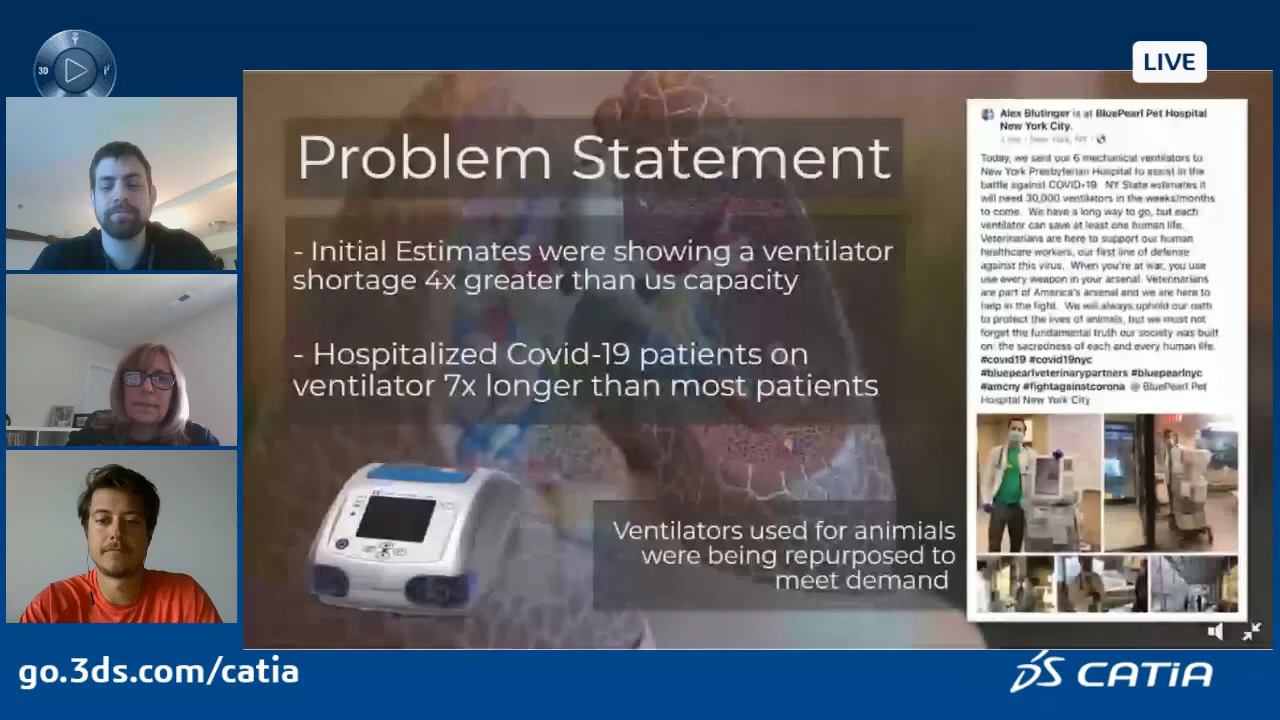 3D
LIVE
Problem Statement
- Initial Estimates were showing a ventilator
shortage 4x greater than us capacity
- Hospitalized Covid-19 patients on
ventilator 7x longer than most patients
Ventilators used for animials
were being repurposed to
meet demand
Alex Blutinger is at BluePearl Pet Hospital
New York City.
Today, we sent our 6 mechanical ventilators to
New York Presbyterian Hospital to assist in the
battle against COVID-19. NY State estimates it
will need 30,000 ventilators in the weeks/months
to come. We have a long way to go, but each
ventilator can save at least one human life.
Veterinarians are here to support our human
healthcare workers, our first line of defense
against this virus. When you're at war, you use
use every weapon in your arsenal. Veterinarians
are part of America's arsenal and we are here to
help in the fight. We will always uphold our oath
to protect the lives of animals, but we must not
forget the fundamental truth our society was built
on: the sacredness of each and every human life.
#covid19 #covid19nyc
#bluepearlveterinarypartners #bluepearlnyc
#amcny #fightagainstcorona @ BluePearl Pet
Hospital New York City
go.3ds.com/catia
CATIA